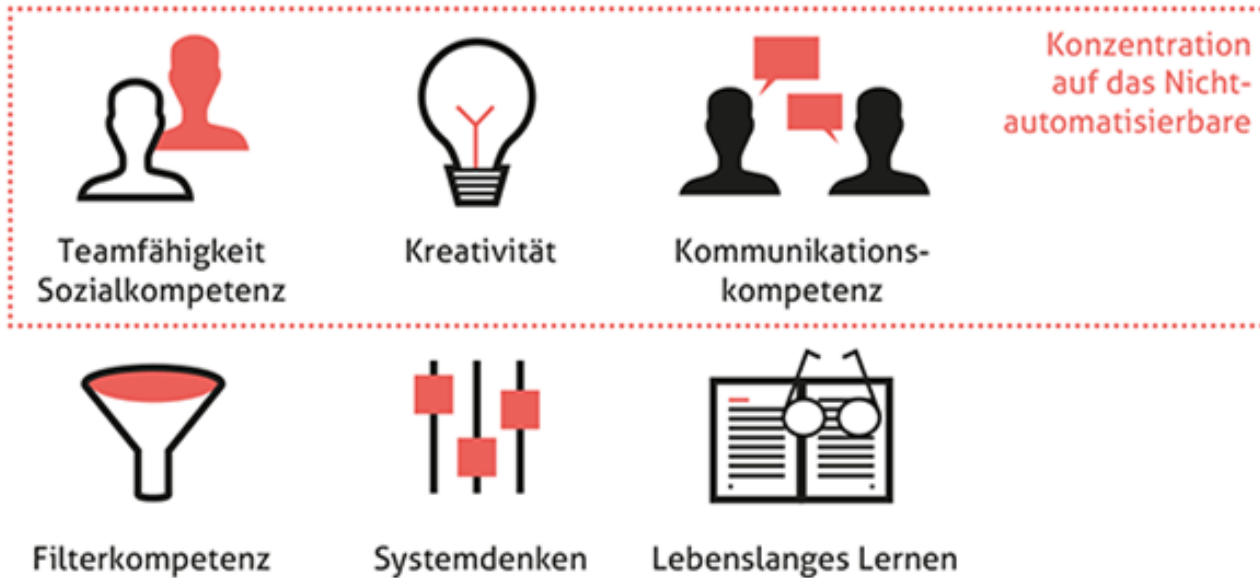 Konzentration
auf das Nicht-
automatisierbare
Teamfähigkeit
Sozialkompetenz
Kreativität
Kommunikations-
kompetenz
Filterkompetenz
Systemdenken
Lebenslanges Lernen